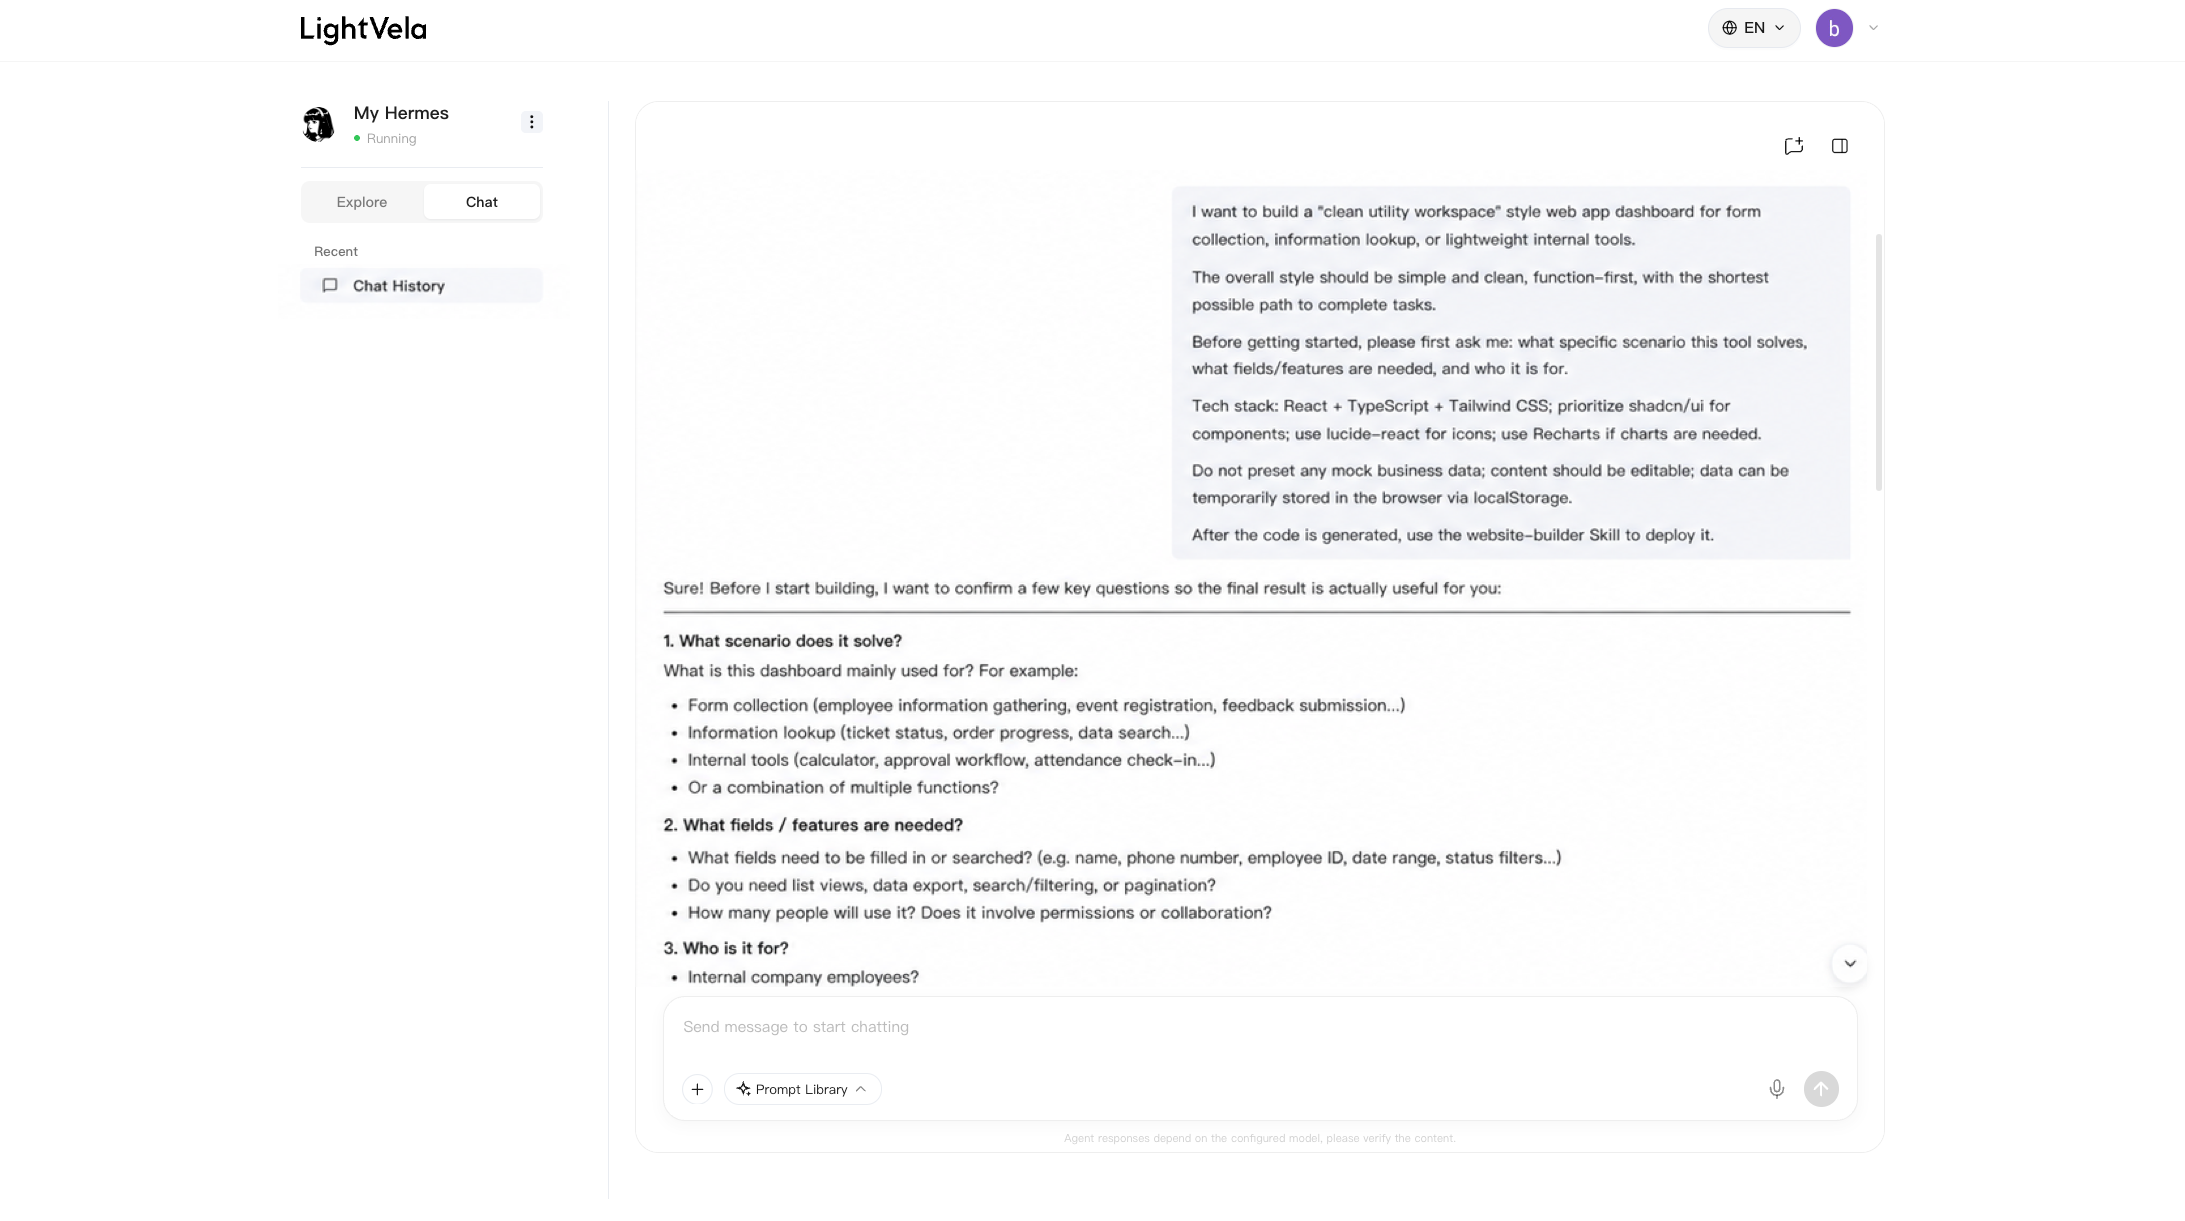 LightVela
EN
b
My Hermes
Running
Explore
Chat
Recent
Chat History
I want to build a "clean utility workspace" style web app dashboard for form
collection, information lookup, or lightweight internal tools.
The overall style should be simple and clean, function-first, with the shortest
possible path to complete tasks.
Before getting started, please first ask me: what specific scenario this tool solves,
what fields/features are needed, and who it is for.
Tech stack: React + TypeScript + Tailwind CSS; prioritize shadcn/ui for
components; use lucide-react for icons; use Recharts if charts are needed.
Do not preset any mock business data; content should be editable; data can be
temporarily stored in the browser via localStorage.
After the code is generated, use the website-builder Skill to deploy it.
Sure! Before I start building, I want to confirm a few key questions so the final result is actually useful for you:
1. What scenario does it solve?
What is this dashboard mainly used for? For example:
• Form collection (employee information gathering, event registration, feedback submission...)
• Information lookup (ticket status, order progress, data search...)
• Internal tools (calculator, approval workflow, attendance check-in...)
• Or a combination of multiple functions?
2. What fields / features are needed?
• What fields need to be filled in or searched? (e.g. name, phone number, employee ID, date range, status filters...)
• Do you need list views, data export, search/filtering, or pagination?
• How many people will use it? Does it involve permissions or collaboration?
3. Who is it for?
• Internal company employees?
Send message to start chatting
Prompt Library
Agent responses depend on the configured model, please verify the content.